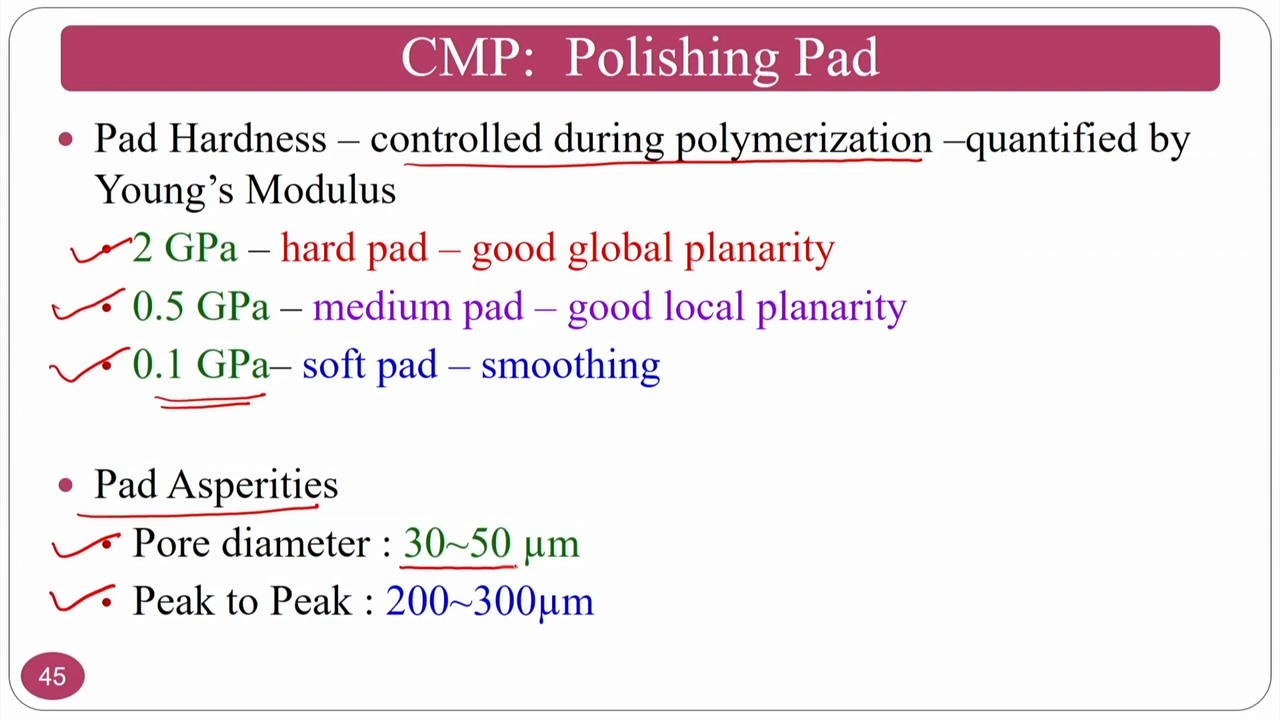 CMP: Polishing Pad
• Pad Hardness – controlled during polymerization –quantified by
Young’s Modulus
• 2 GPa – hard pad – good global planarity
• 0.5 GPa – medium pad – good local planarity
• 0.1 GPa– soft pad – smoothing
• Pad Asperities
• Pore diameter : 30~50 µm
• Peak to Peak : 200~300µm
45